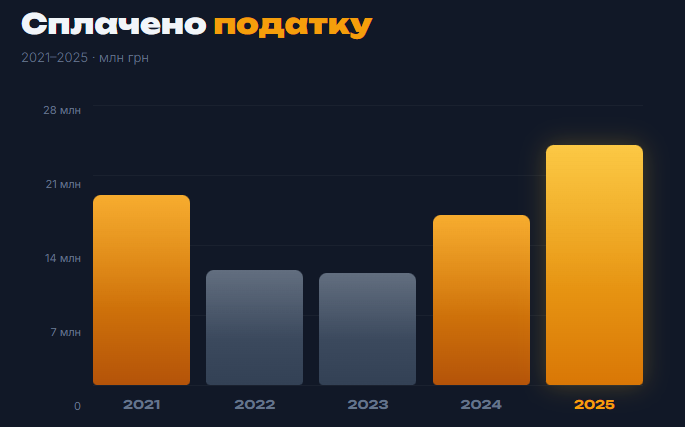 Сплачено податку
2021–2025 · млн грн
28 млн
21 млн
14 млн
7 млн
0
2021 2022 2023 2024 2025